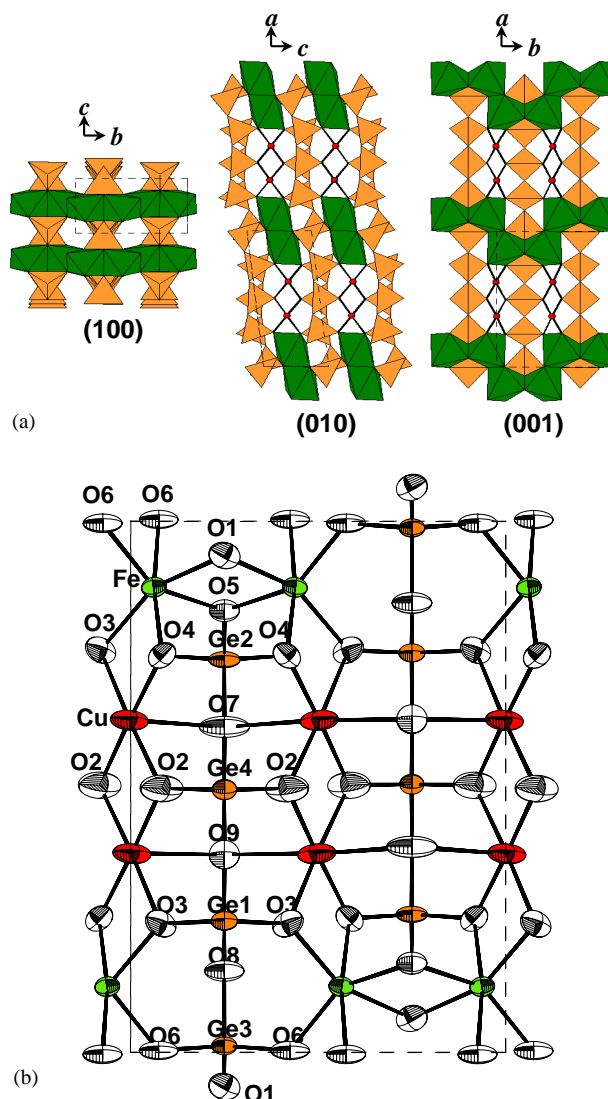 a
c
a
b
c
b
(100)
(010)
(001)
(a)
O6 O6
O1
Fe
O5
O3
O4 Ge2 O4
O7
Cu
O2 O2 Ge4 O2
O9
Ge1
O3 O3
O8
Ge3
O6 O6
O1
(b)